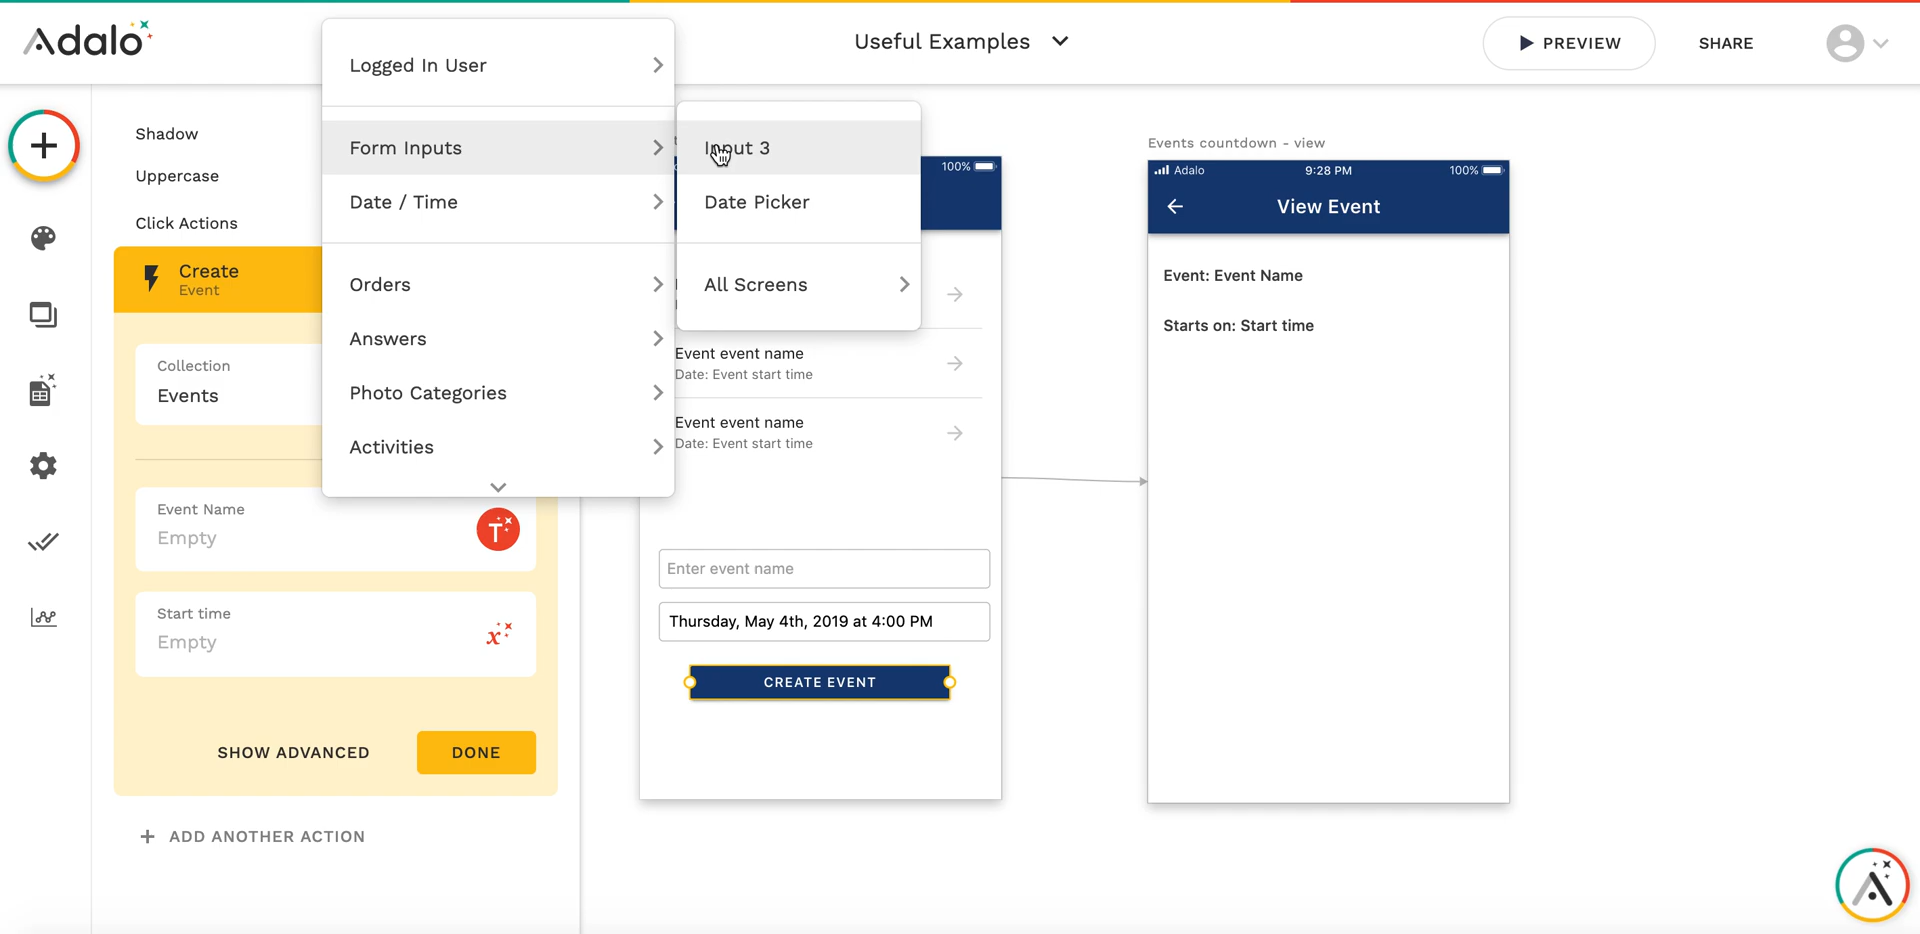 Adalo
Useful Examples
PREVIEW
SHARE
Shadow
Uppercase
Click Actions
Create
Event
Collection
Events
Event Name
Empty
T
Start time
Empty
x
SHOW ADVANCED
DONE
ADD ANOTHER ACTION
Logged In User
Form Inputs
Date / Time
Orders
Answers
Photo Categories
Activities
Input 3
Date Picker
All Screens
100%
Event event name
Date: Event start time
Event event name
Date: Event start time
Enter event name
Thursday, May 4th, 2019 at 4:00 PM
CREATE EVENT
Events countdown - view
Adalo 9:28 PM 100%
View Event
Event: Event Name
Starts on: Start time